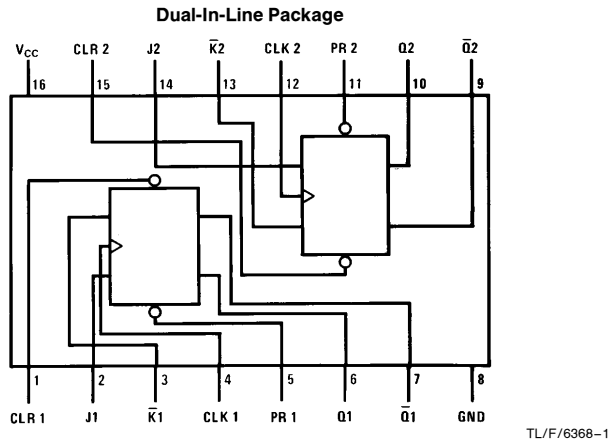 Dual-In-Line Package
V_CC CLR 2 J2 K̅2 CLK 2 PR 2 Q2 Q̅2
16 15 14 13 12 11 10 9
1 2 3 4 5 6 7 8
CLR 1 J1 K̅1 CLK 1 PR 1 Q1 Q̅1 GND
TL/F/6368–1